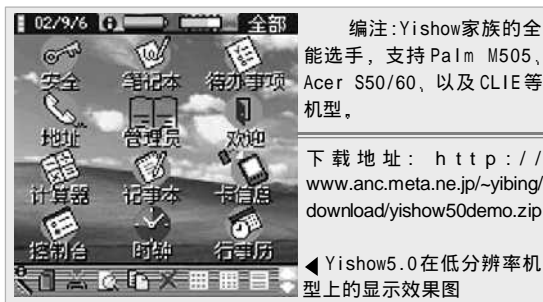 02/9/6 全部
安全 笔记本 待办事项
地址 管理员 欢迎
计算器 记事本 卡信息
控制台 时钟 行事历
编注:Yishow家族的全
能选手，支持Palm M505、
Acer S50/60、以及CLIE等
机型。
下载地址: http://
www.anc.meta.ne.jp/~yibing/
download/yishow50demo.zip
◀Yishow5.0在低分辨率机
型上的显示效果图